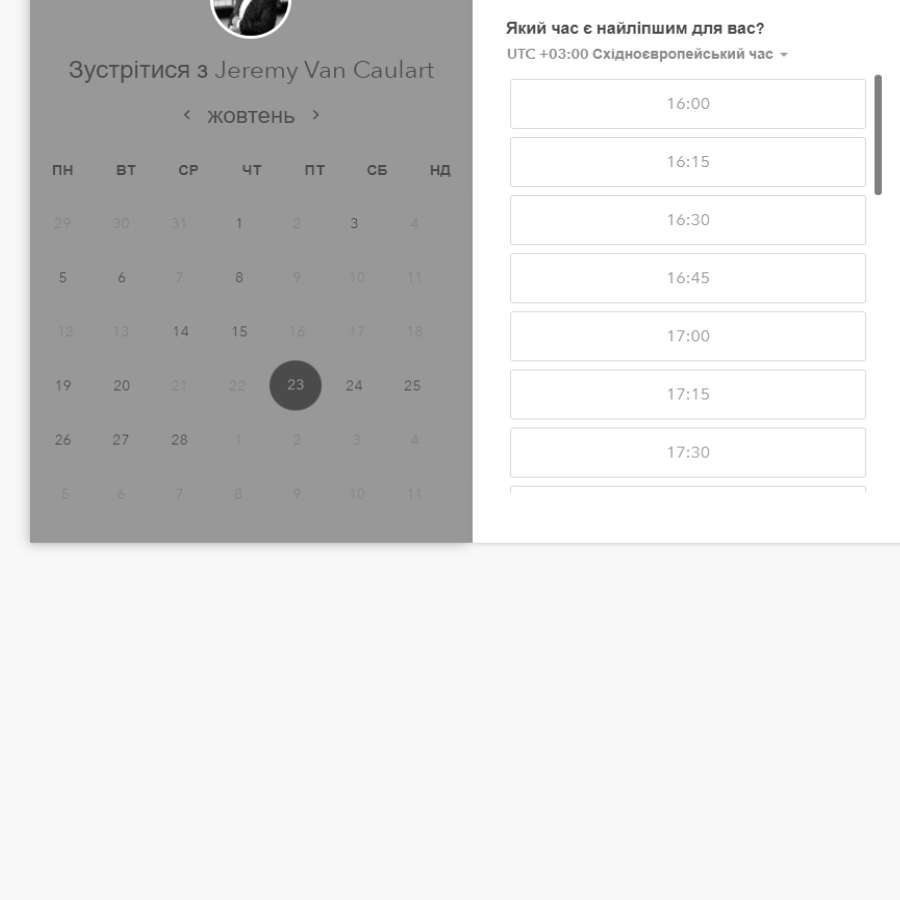 Зустрітися з Jeremy Van Caulart
жовтень
ПН ВТ СР ЧТ ПТ СБ НД
29 30 31 1 2 3 4
5 6 7 8 9 10 11
12 13 14 15 16 17 18
19 20 21 22 23 24 25
26 27 28 1 2 3 4
5 6 7 8 9 10 11
Який час є найліпшим для вас?
UTC +03:00 Східноєвропейський час
16:00
16:15
16:30
16:45
17:00
17:15
17:30